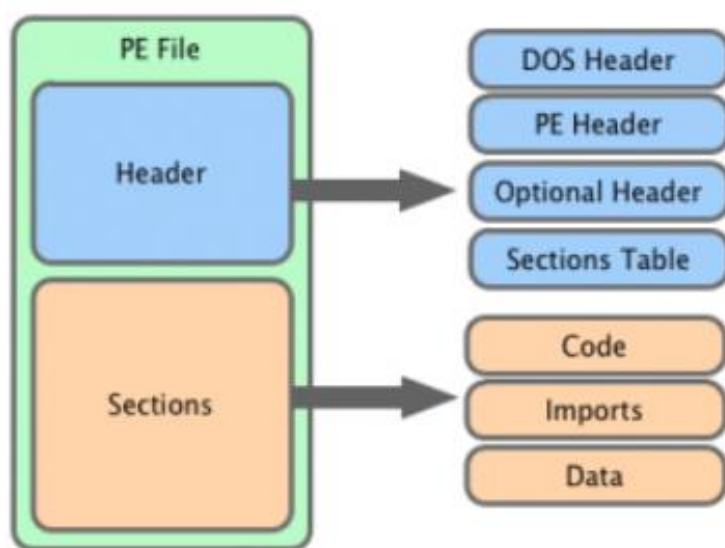 PE File
Header
Sections
DOS Header
PE Header
Optional Header
Sections Table
Code
Imports
Data